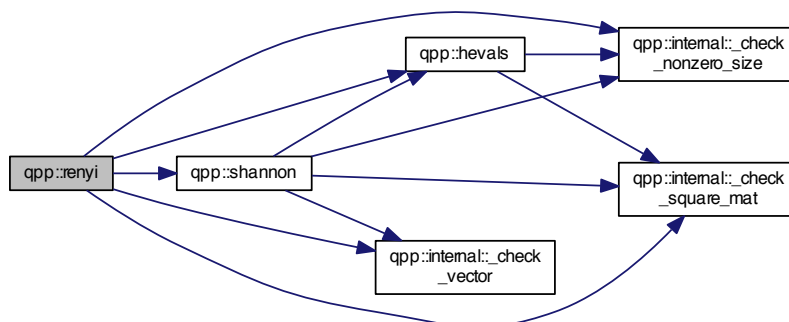 qpp::renyi
qpp::shannon
qpp::hevals
qpp::internal::_check
_vector
qpp::internal::_check
_nonzero_size
qpp::internal::_check
_square_mat